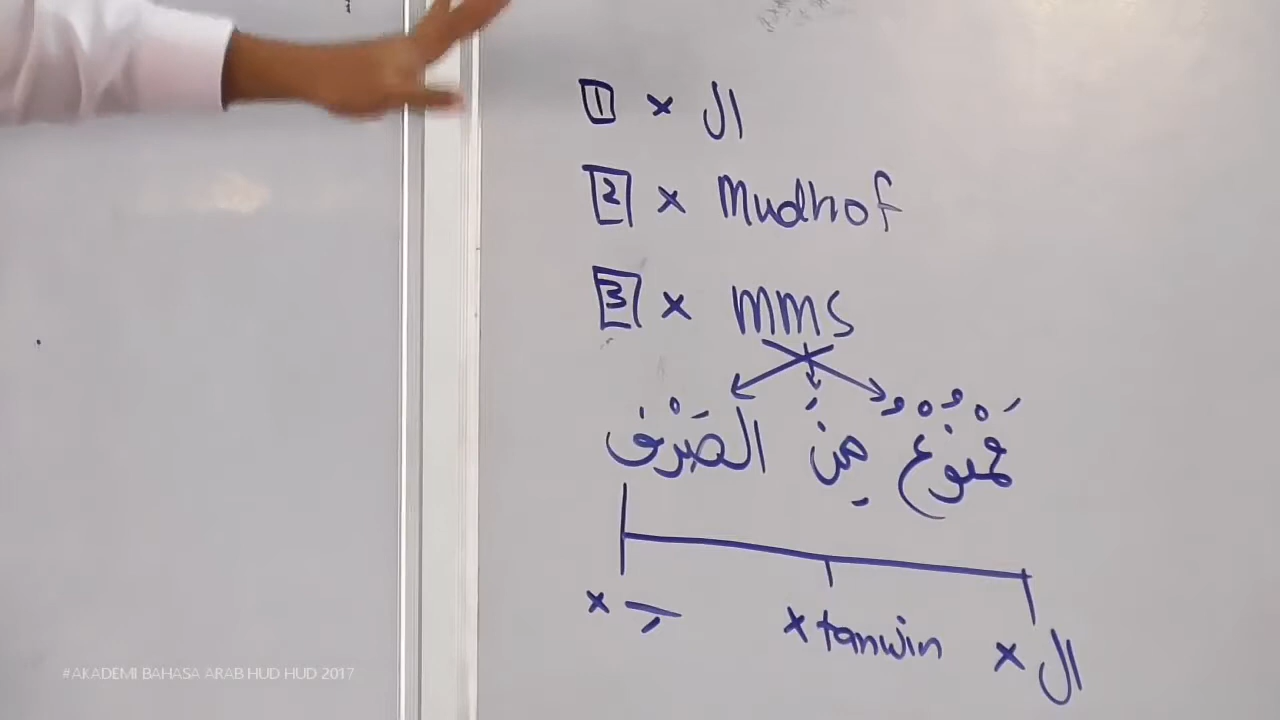 1 × ال
2 × Mudhof
3 × mms
مَمْنُوْعٌ مِنَ الصَرْف
× ـِ × tanwin × ال
#AKADEMI BAHASA ARAB HUD HUD 2017